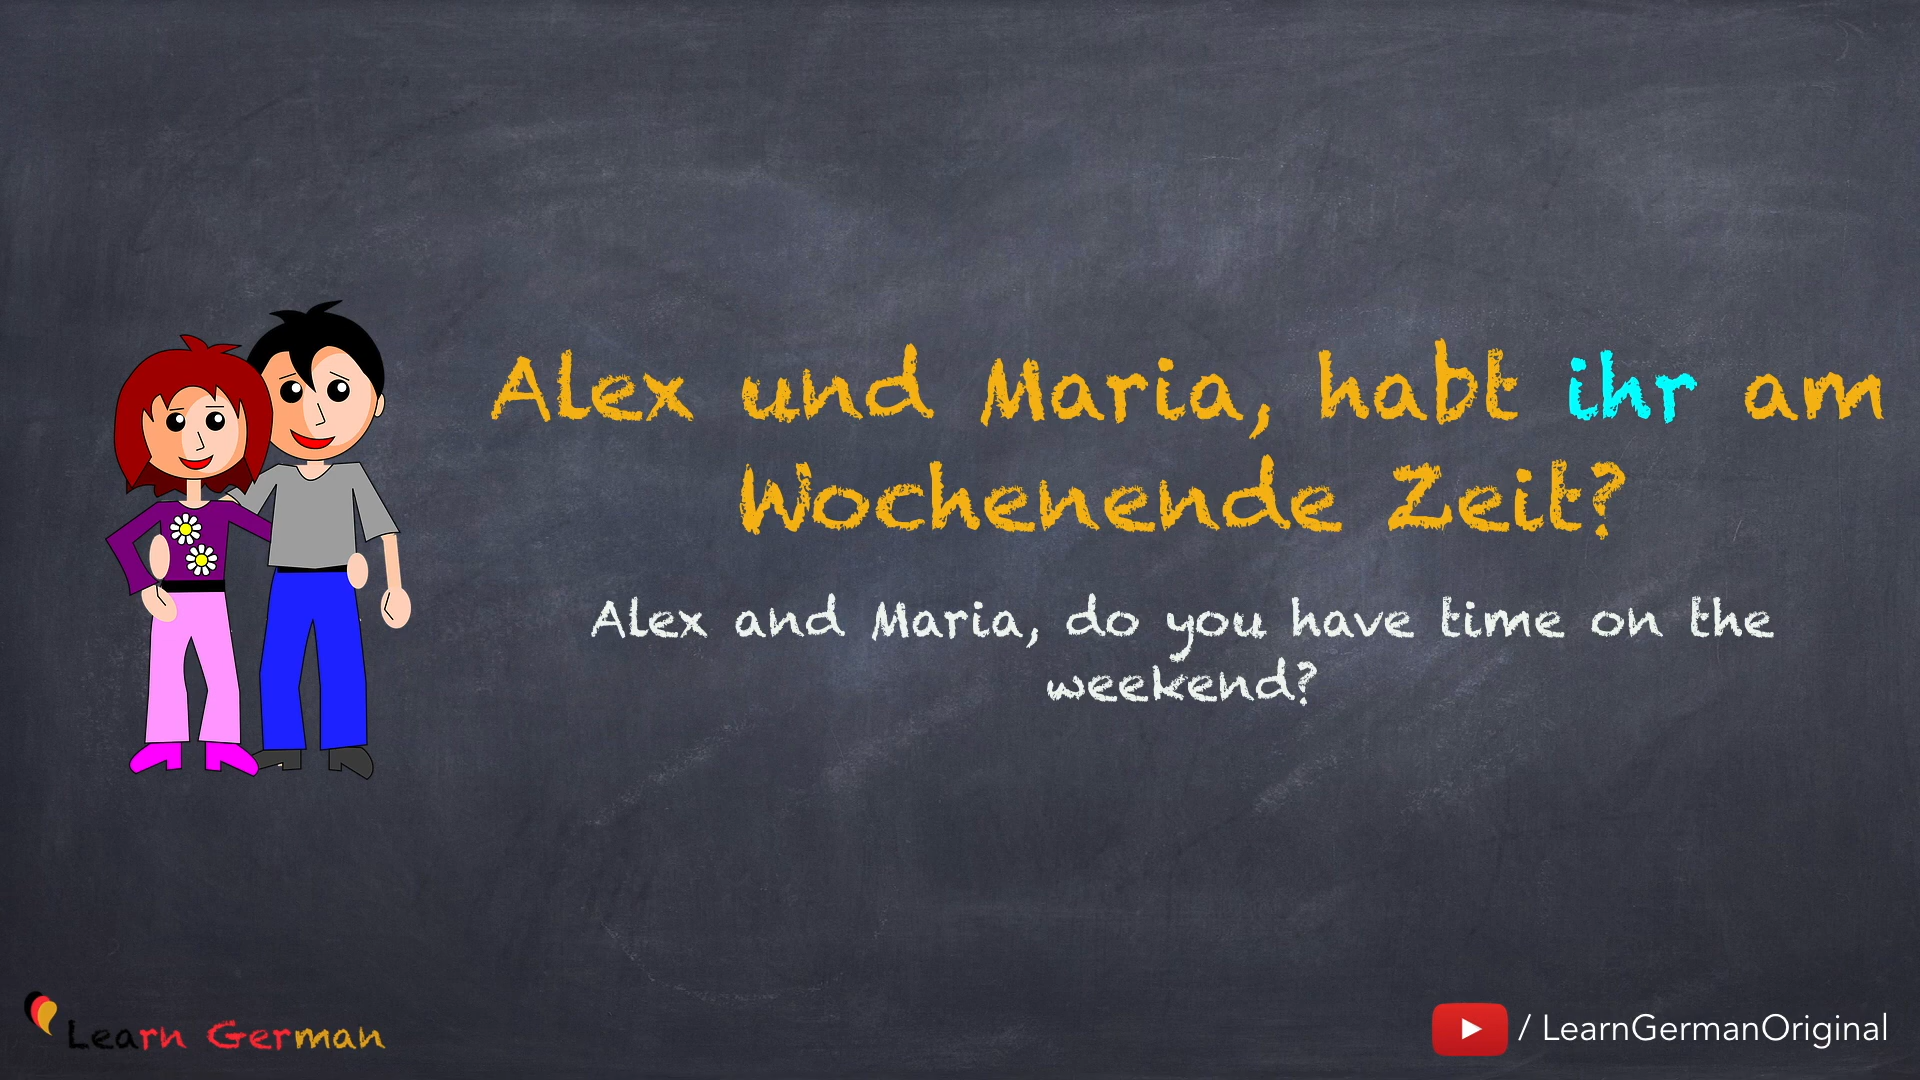 Alex und Maria, habt ihr am
Wochenende Zeit?
Alex and Maria, do you have time on the
weekend?
Learn German
/ LearnGermanOriginal